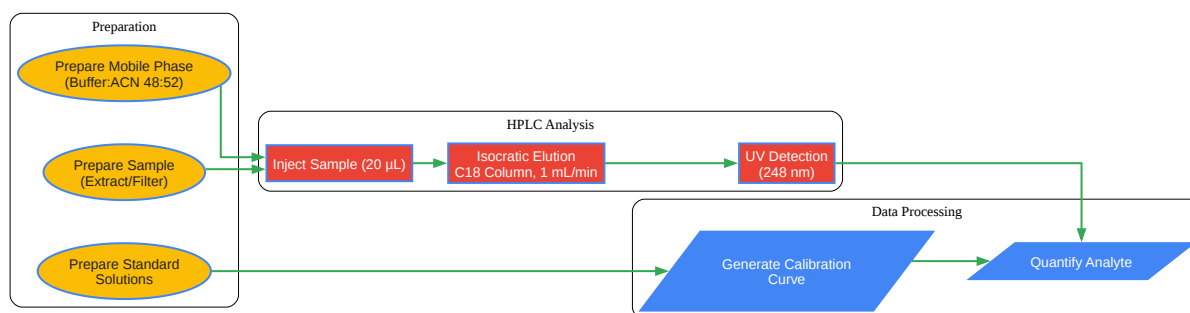 Preparation
Prepare Mobile Phase
(Buffer:ACN 48:52)
Prepare Sample
(Extract/Filter)
Prepare Standard
Solutions
HPLC Analysis
Inject Sample (20 µL)
Isocratic Elution
C18 Column, 1 mL/min
UV Detection
(248 nm)
Data Processing
Generate Calibration
Curve
Quantify Analyte